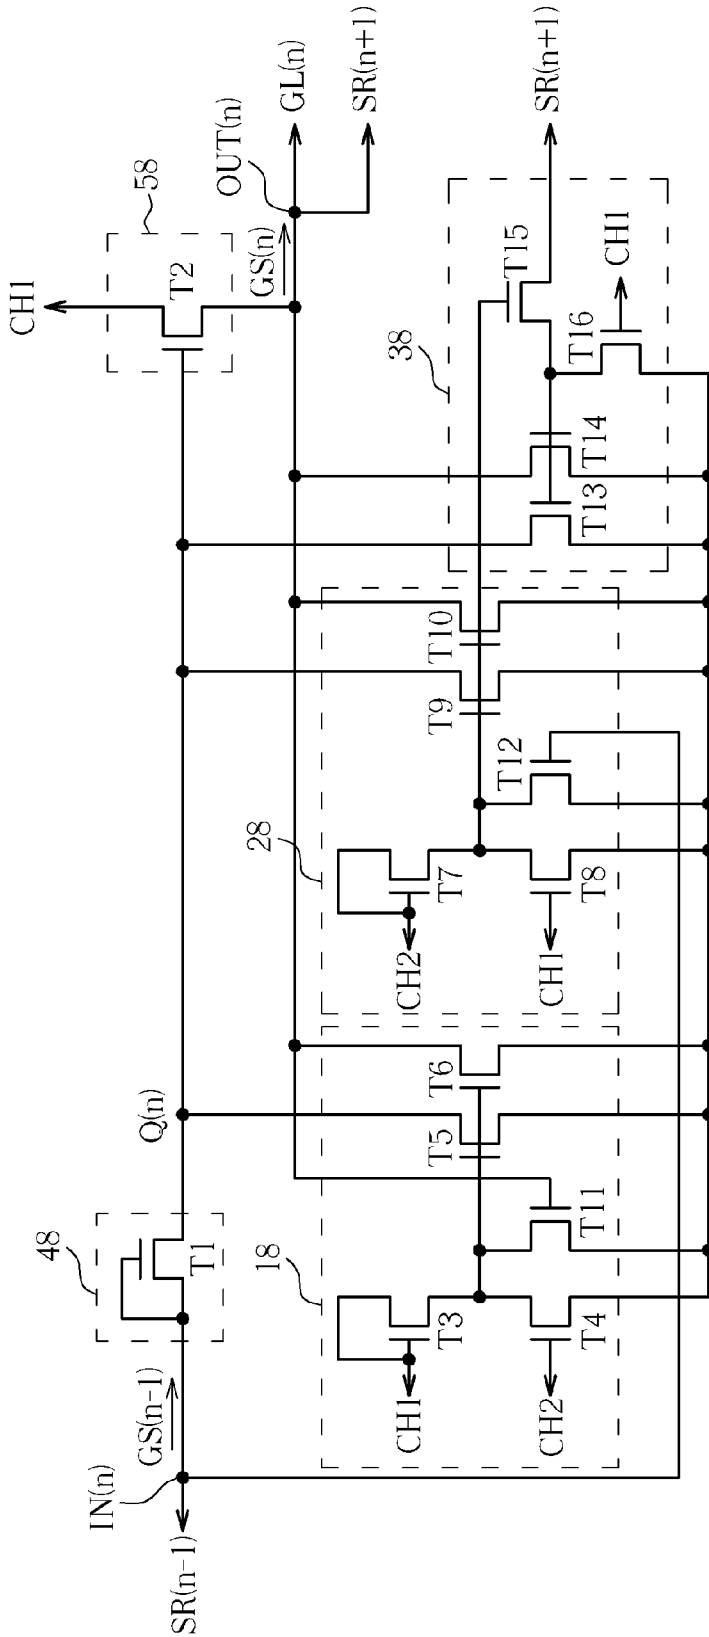 CH1
58
T2
OUT(n)
GL(n)
SR(n+1)
GS(n)
48
T1
Q(n)
GS(n-1)
IN(n)
SR(n-1)
18
T3
CH1
T4
CH2
T11
T5
T6
28
T7
CH2
T8
CH1
T12
T9
T10
38
T13
T14
T15
T16
CH1
SR(n+1)